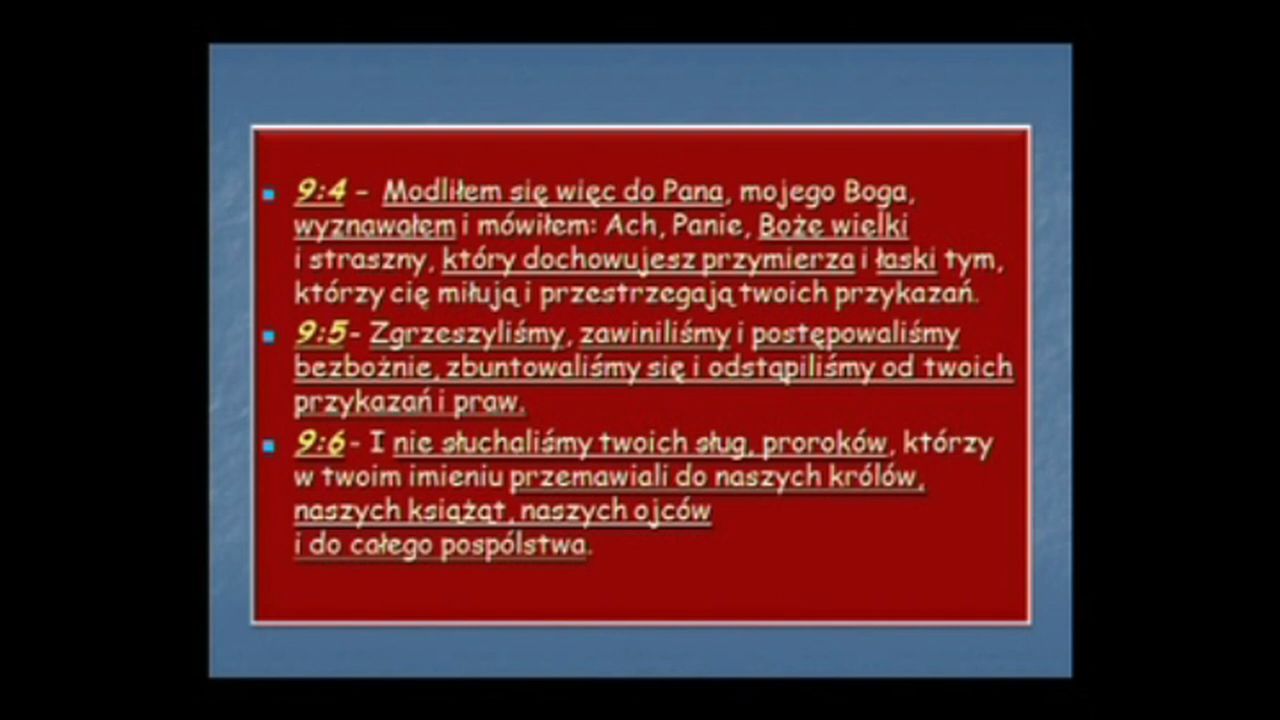 9:4 – Modliłem się więc do Pana, mojego Boga,
wyznawałem i mówiłem: Ach, Panie, Boże wielki
i straszny, który dochowujesz przymierza i łaski tym,
którzy cię miłują i przestrzegają twoich przykazań.
9:5- Zgrzeszyliśmy, zawiniliśmy i postępowaliśmy
bezbożnie, zbuntowaliśmy się i odstąpiliśmy od twoich
przykazań i praw.
9:6- I nie słuchaliśmy twoich sług, proroków, którzy
w twoim imieniu przemawiali do naszych królów,
naszych książąt, naszych ojców
i do całego pospólstwa.